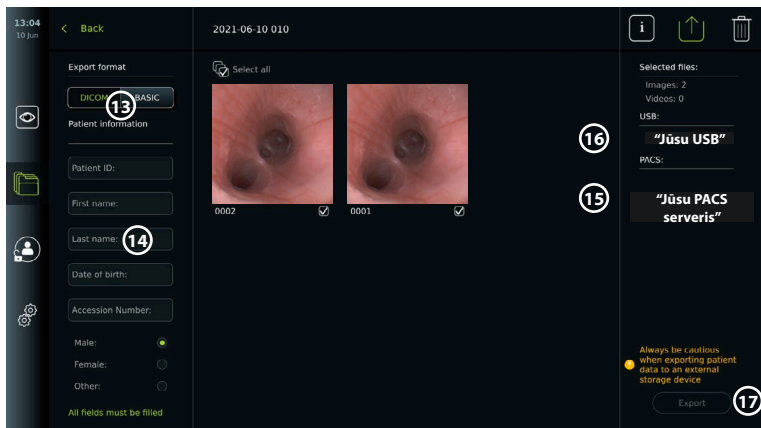 13:04
10 Jun
Back
2021-06-10 010
i
Export format
DICOM
BASIC
13
Patient information
Patient ID:
First name:
Last name:
14
Date of birth:
Accession Number:
Male:
Female:
Other:
All fields must be filled
Select all
0002
0001
Selected files:
Images: 2
Videos: 0
USB:
16
“Jūsu USB”
PACS:
15
“Jūsu PACS
serveris”
Always be cautious
when exporting patient
data to an external
storage device
Export
17